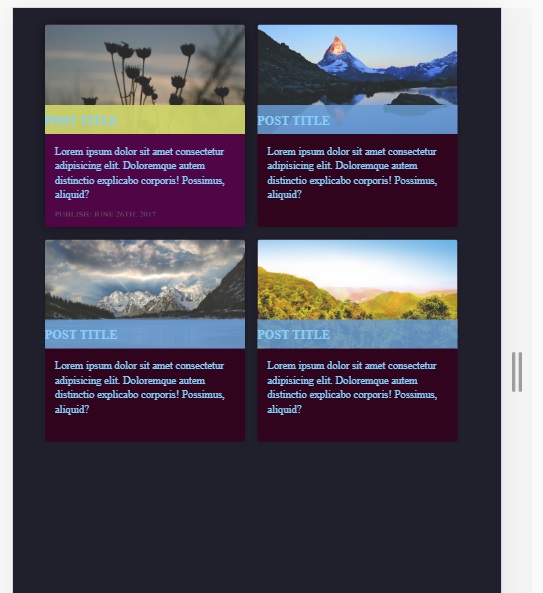 POST TITLE
Lorem ipsum dolor sit amet consectetur
adipisicing elit. Doloremque autem
distinctio explicabo corporis! Possimus,
aliquid?
PUBLISH: JUNE 26TH, 2017
POST TITLE
Lorem ipsum dolor sit amet consectetur
adipisicing elit. Doloremque autem
distinctio explicabo corporis! Possimus,
aliquid?
POST TITLE
Lorem ipsum dolor sit amet consectetur
adipisicing elit. Doloremque autem
distinctio explicabo corporis! Possimus,
aliquid?
POST TITLE
Lorem ipsum dolor sit amet consectetur
adipisicing elit. Doloremque autem
distinctio explicabo corporis! Possimus,
aliquid?